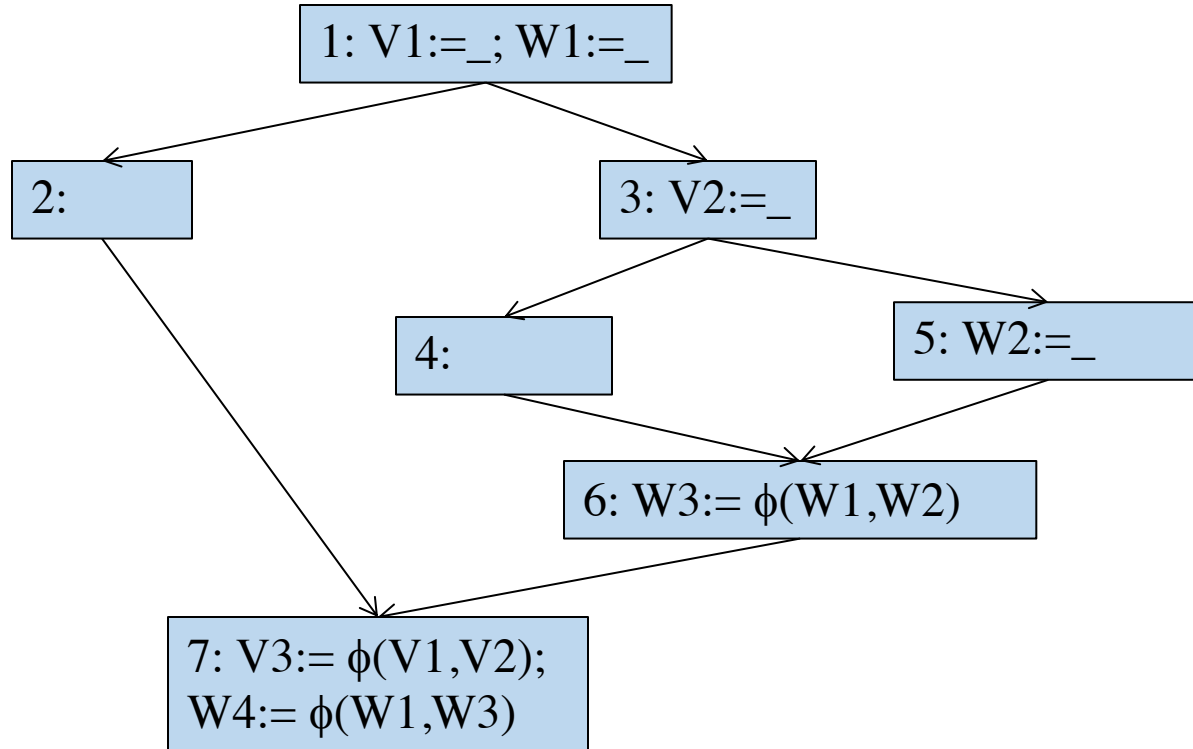 1: V1:=_; W1:=_
2:
3: V2:=_
4:
5: W2:=_
6: W3:= ϕ(W1,W2)
7: V3:= ϕ(V1,V2);
W4:= ϕ(W1,W3)